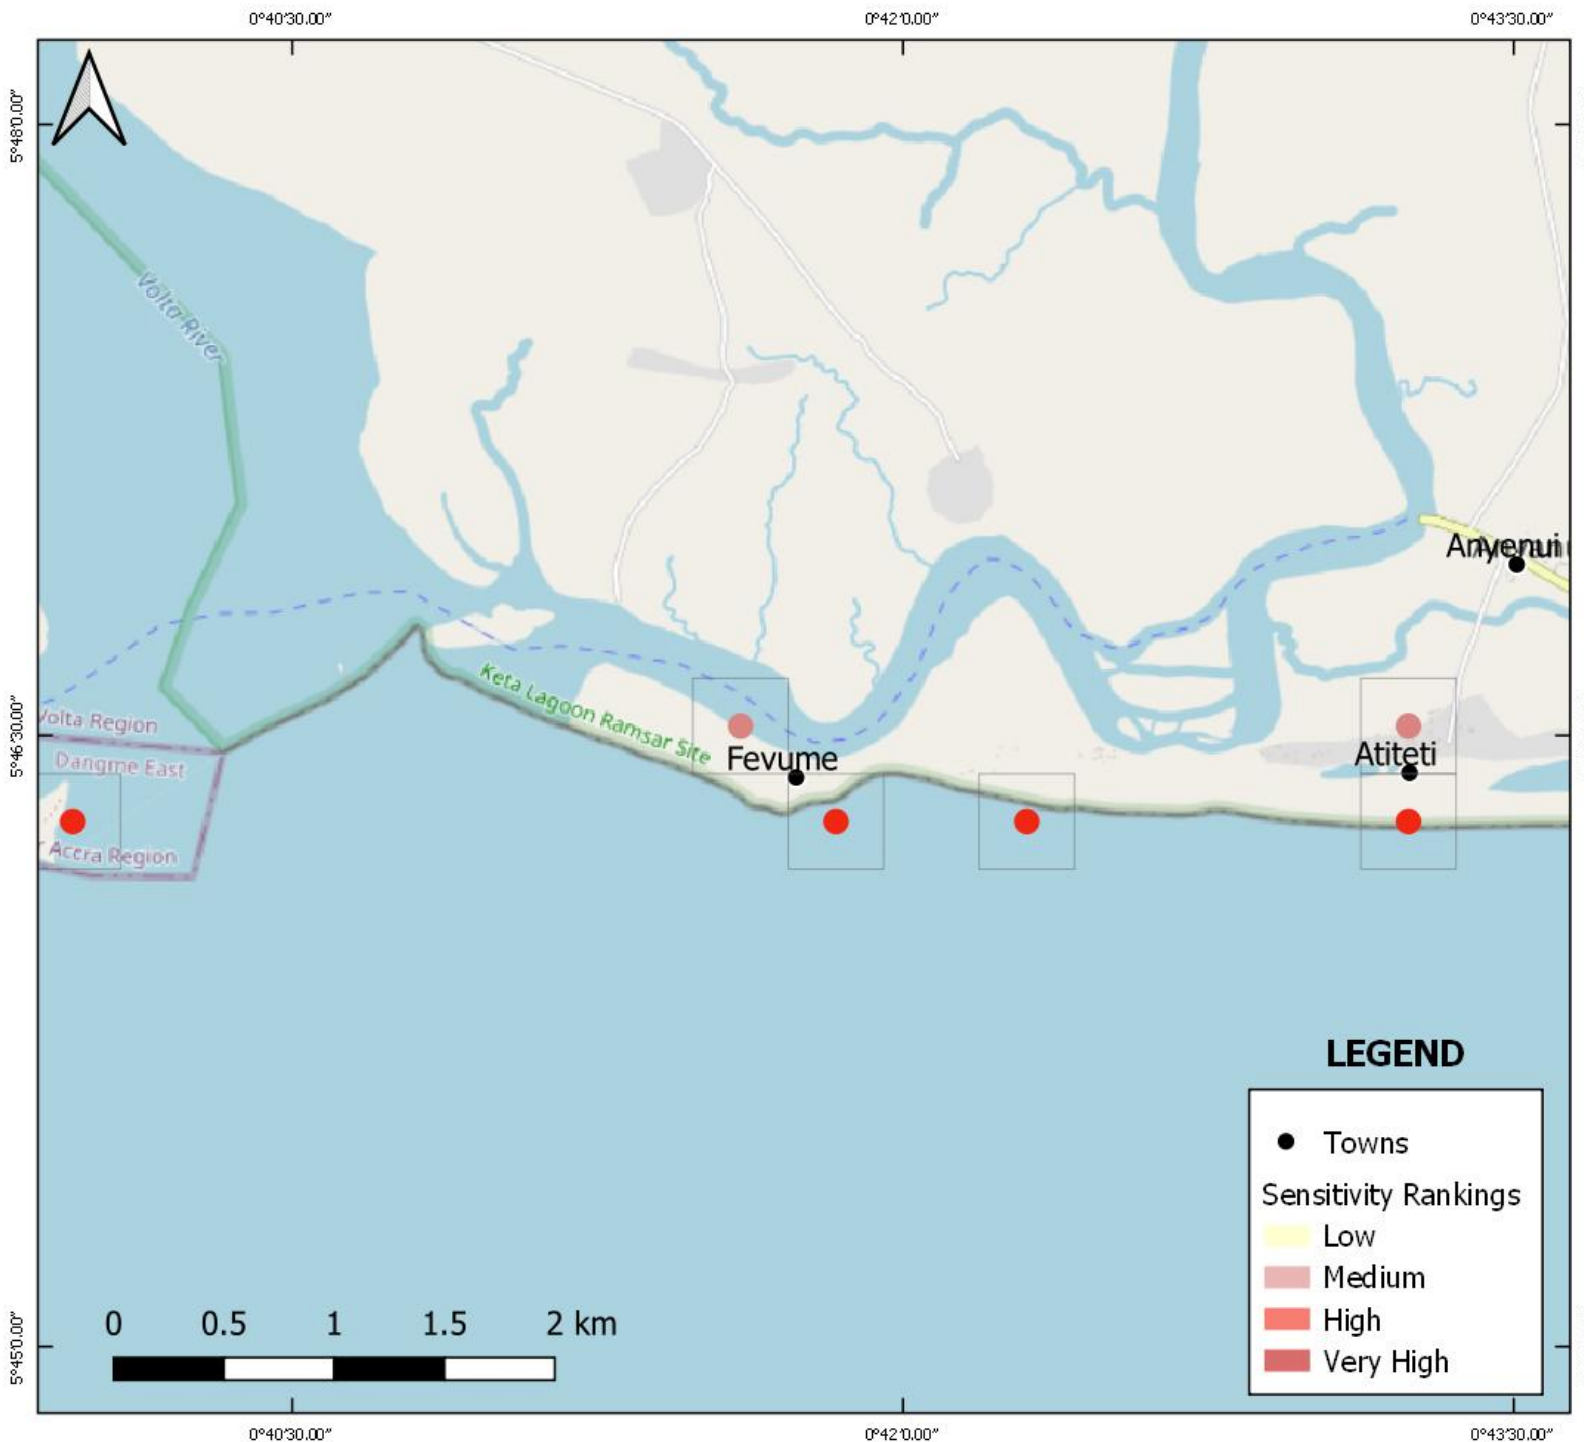 0°40'30.00"
0°42'0.00"
0°43'30.00"
5°48'0.00"
Volta River
Anyenui
Keta Lagoon Ramsar Site
5°46'30.00"
Volta Region
Dangme East
Fevume
Atiteti
Accra Region
LEGEND
Towns
Sensitivity Rankings
Low
Medium
High
Very High
0 0.5 1 1.5 2 km
5°45'0.00"
0°40'30.00"
0°42'0.00"
0°43'30.00"